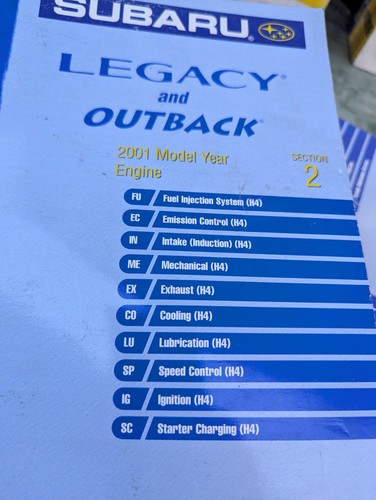 SUBARU®
LEGACY®
and
OUTBACK®
2001 Model Year
Engine
SECTION
2
FU Fuel Injection System (H4)
EC Emission Control (H4)
IN Intake (Induction) (H4)
ME Mechanical (H4)
EX Exhaust (H4)
CO Cooling (H4)
LU Lubrication (H4)
SP Speed Control (H4)
IG Ignition (H4)
SC Starter Charging (H4)